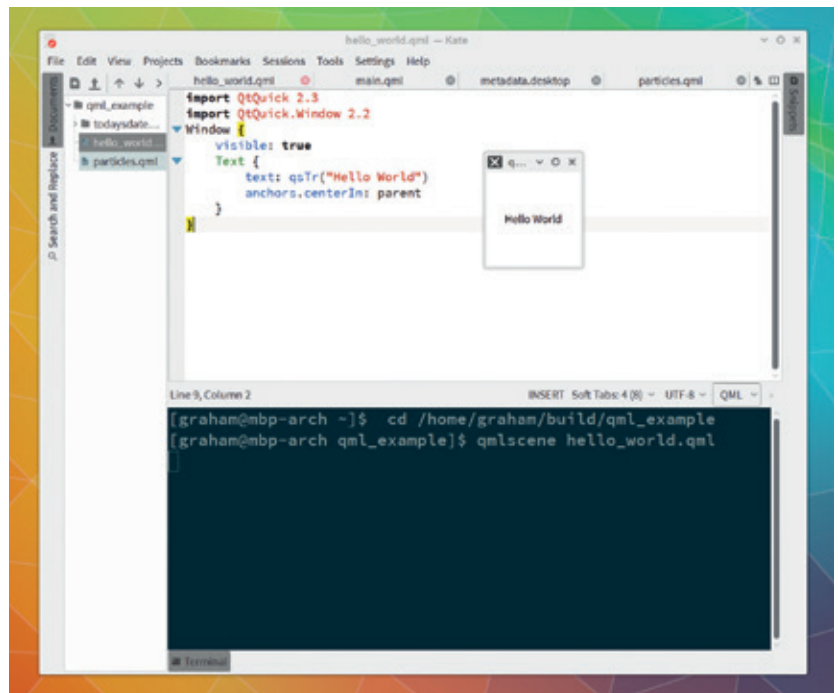 hello_world.qml — Kate
File Edit View Projects Bookmarks Sessions Tools Settings Help
hello_world.qml main.qml metadata.desktop particles.qml
Documents
Search and Replace
qml_example
todaysdate...
hello_world...
particles.qml
import QtQuick 2.3
import QtQuick.Window 2.2
Window {
visible: true
Text {
text: qsTr("Hello World")
anchors.centerIn: parent
}
}
q...
Hello World
Snippets
Line 9, Column 2 INSERT Soft Tabs: 4 (8) UTF-8 QML
[graham@mbp-arch ~]$ cd /home/graham/build/qml_example
[graham@mbp-arch qml_example]$ qmlscene hello_world.qml
Terminal